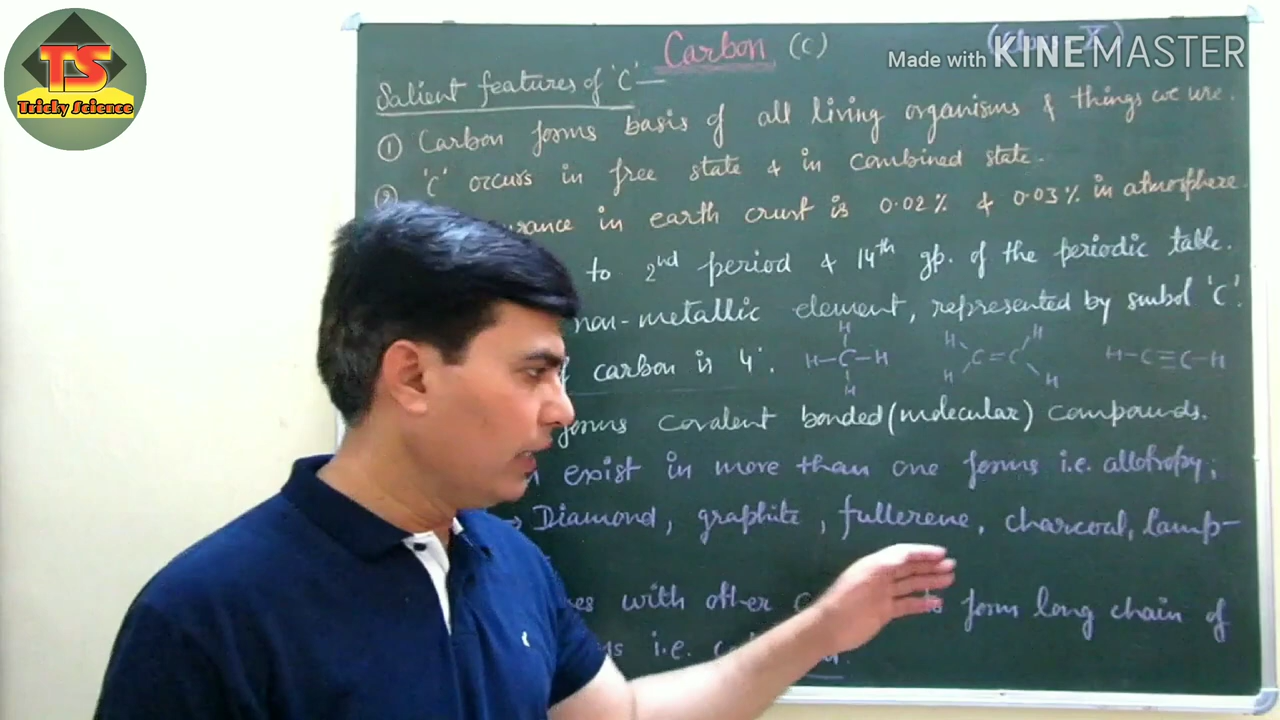 TS
Tricky Science
Made with KINEMASTER
Carbon (C)
(Class X)
Salient features of 'C' —
① Carbon forms basis of all living organisms & things we use.
② 'C' occurs in free state & in combined state.
in earth crust is 0.02% & 0.03% in atmosphere.
to 2nd period & 14th gp. of the periodic table.
non-metallic element, represented by smbol 'C'.
of carbon is '4'.
H
H–C–H
H
H H
C=C
H H
H–C≡C–H
forms covalent bonded (molecular) compounds.
exist in more than one forms i.e. allotropy;
→ Diamond, graphite, fullerene, charcoal, lamp–
with other form long chain of
i.e.